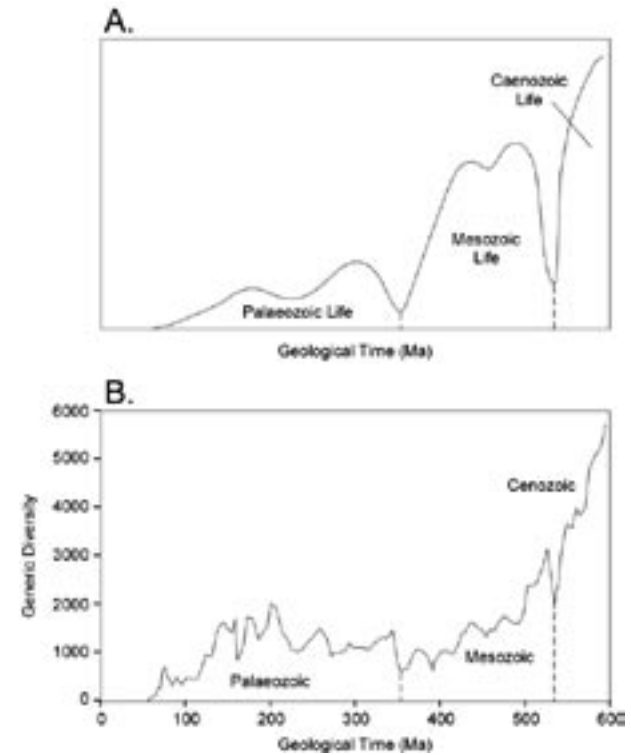 A.
Caenozoic
Life
Mesozoic
Life
Palaeozoic Life
Geological Time (Ma)
B.
6000
5000
4000
3000
2000
1000
0
Generic Diversity
Cenozoic
Mesozoic
Palaeozoic
0 100 200 300 400 500 600
Geological Time (Ma)